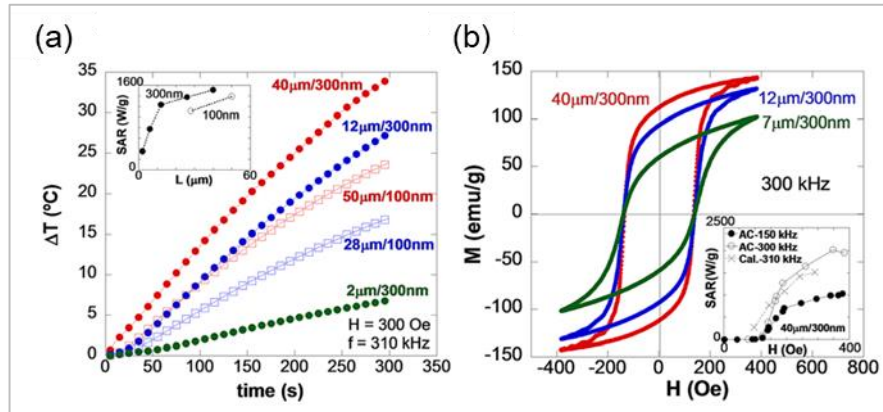 (a)
35
30
25
20
15
10
5
0
ΔT (ºC)
0 50 100 150 200 250 300 350
time (s)
40μm/300nm
12μm/300nm
50μm/100nm
28μm/100nm
2μm/300nm
H = 300 Oe
f = 310 kHz
1600
0
SAR (W/g)
300nm
100nm
0 60
L (μm)
(b)
150
100
50
0
-50
-100
-150
M (emu/g)
-400 -200 0 200 400
H (Oe)
40μm/300nm
12μm/300nm
7μm/300nm
300 kHz
2500
0
SAR(W/g)
AC-150 kHz
AC-300 kHz
Cal.-310 kHz
40μm/300nm
0 400
H (Oe)